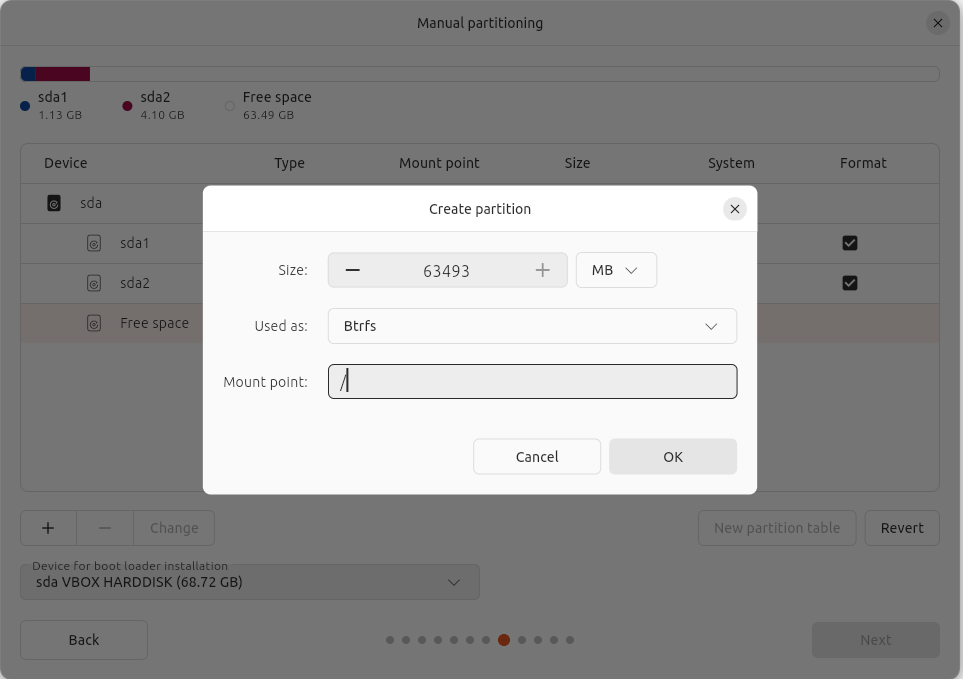 Manual partitioning
sda1
1.13 GB
sda2
4.10 GB
Free space
63.49 GB
Device Type Mount point Size System Format
sda
sda1
sda2
Free space
Create partition
Size: 63493 MB
Used as: Btrfs
Mount point: /
Cancel OK
Change New partition table Revert
Device for boot loader installation
sda VBOX HARDDISK (68.72 GB)
Back Next